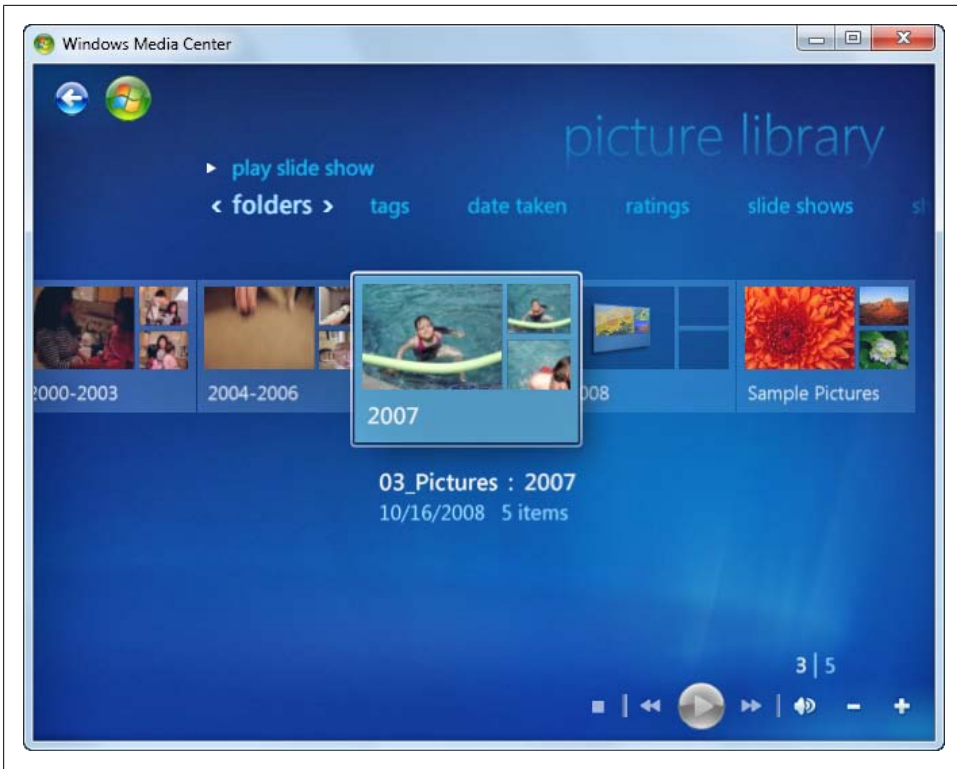 Windows Media Center
picture library
play slide show
folders tags date taken ratings slide shows
2000-2003 2004-2006 2007 Sample Pictures
03_Pictures : 2007
10/16/2008 5 items
3 | 5